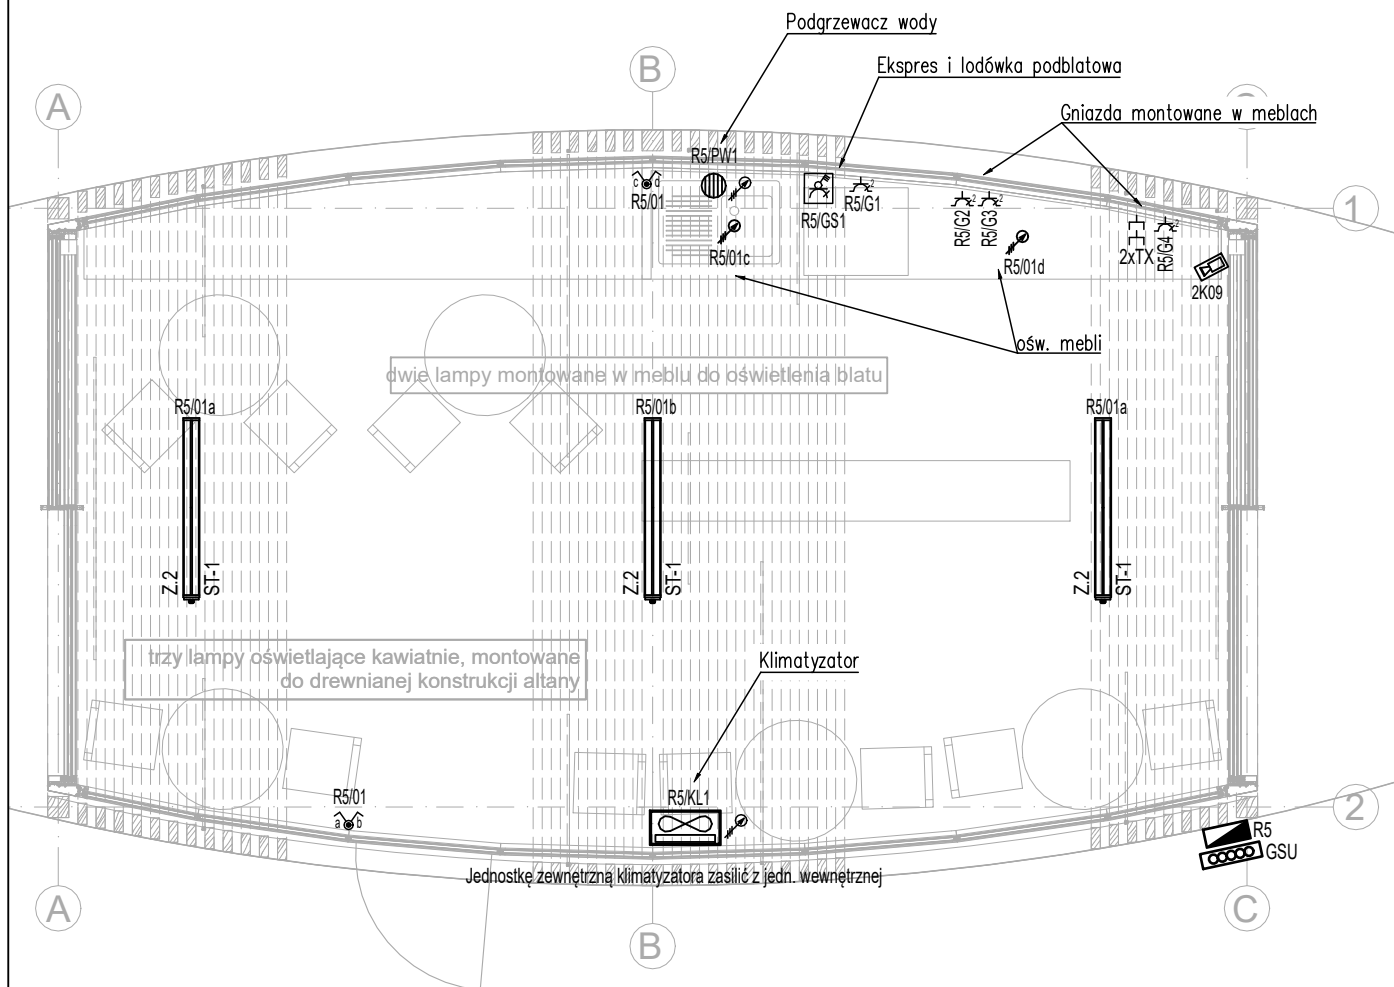 Podgrzewacz wody
B
Ekspres i lodówka podblatowa
A
Gniazda montowane w meblach
R5/PW1
c d
R5/01
R5/GS1
2
R5/G1
2
R5/G2
2
R5/G3
2xTX
2
R5/G4
1
R5/01c
R5/01d
2K09
ośw. mebli
dwie lampy montowane w meblu do oświetlenia blatu
R5/01a
R5/01b
R5/01a
Z.2
ST-1
Z.2
ST-1
Z.2
ST-1
trzy lampy oświetlające kawiatnie, montowane
do drewnianej konstrukcji altany
Klimatyzator
R5/01
a b
R5/KL1
2
R5
GSU
Jednostkę zewnętrzną klimatyzatora zasilić z jedn. wewnętrznej
A
B
C